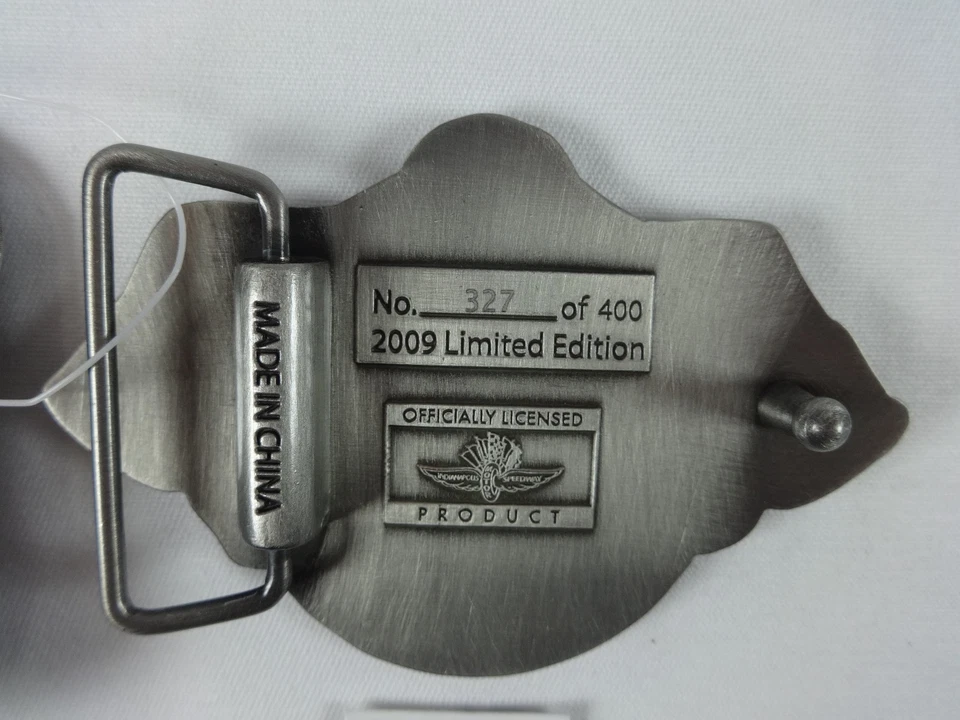 No. 327 of 400
2009 Limited Edition
MADE IN CHINA
OFFICIALLY LICENSED
INDIANAPOLIS SPEEDWAY
PRODUCT